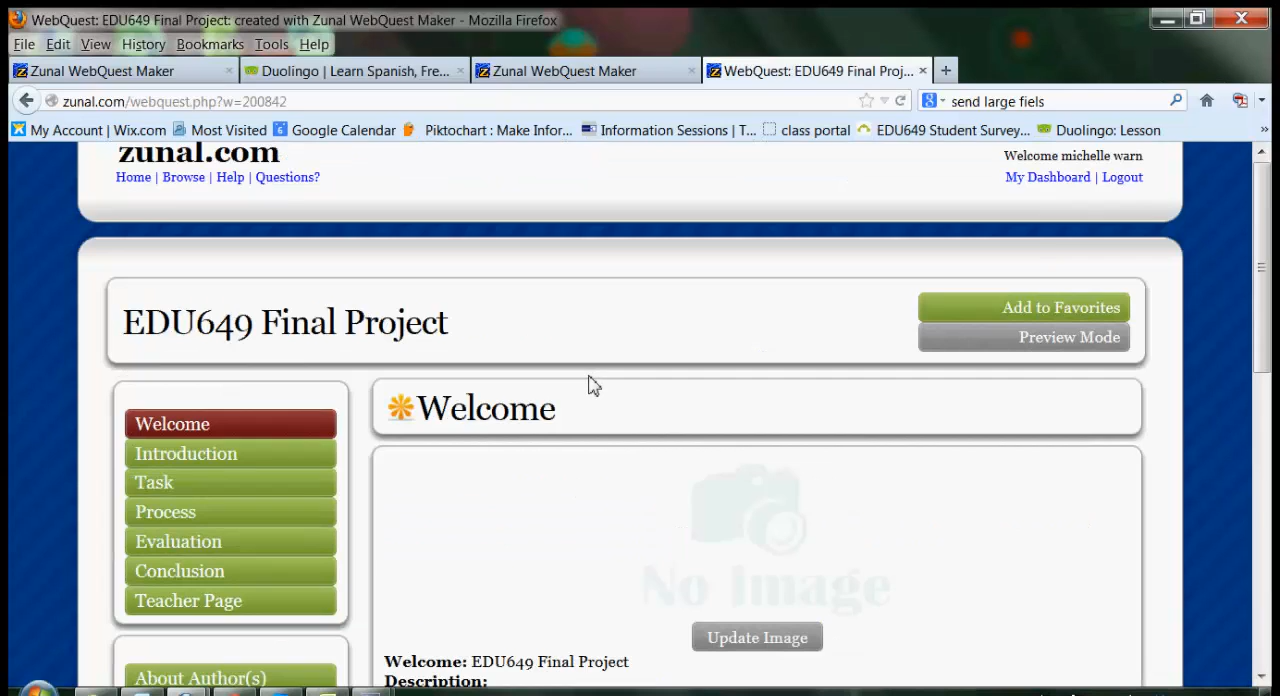 WebQuest: EDU649 Final Project: created with Zunal WebQuest Maker - Mozilla Firefox
File Edit View History Bookmarks Tools Help
Zunal WebQuest Maker × Duolingo | Learn Spanish, Fre... × Zunal WebQuest Maker × WebQuest: EDU649 Final Proj... × +
zunal.com/webquest.php?w=200842 send large fiels
My Account | Wix.com Most Visited Google Calendar Piktochart : Make Infor... Information Sessions | T... class portal EDU649 Student Survey... Duolingo: Lesson »
zunal.com
Welcome michelle warn
Home | Browse | Help | Questions?
My Dashboard | Logout
EDU649 Final Project
Add to Favorites
Preview Mode
Welcome
Introduction
Task
Process
Evaluation
Conclusion
Teacher Page
About Author(s)
Welcome
No Image
Update Image
Welcome: EDU649 Final Project
Description: